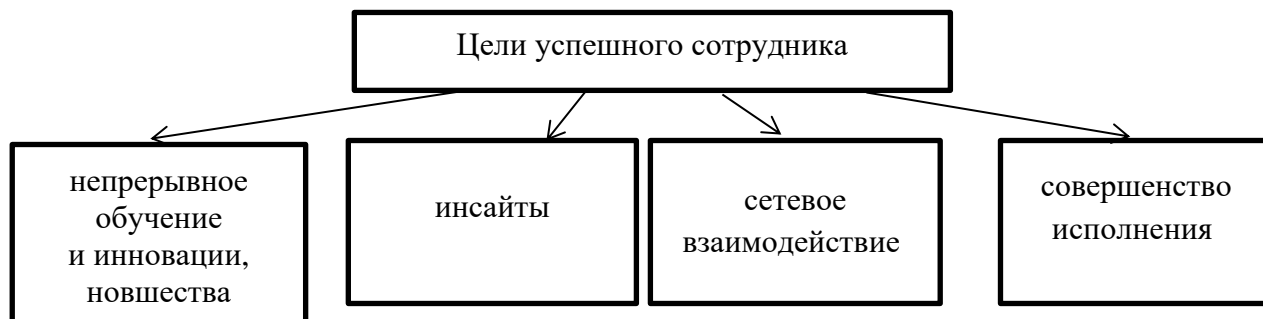 Цели успешного сотрудника
непрерывное
обучение
и инновации,
новшества
инсайты
сетевое
взаимодействие
совершенство
исполнения